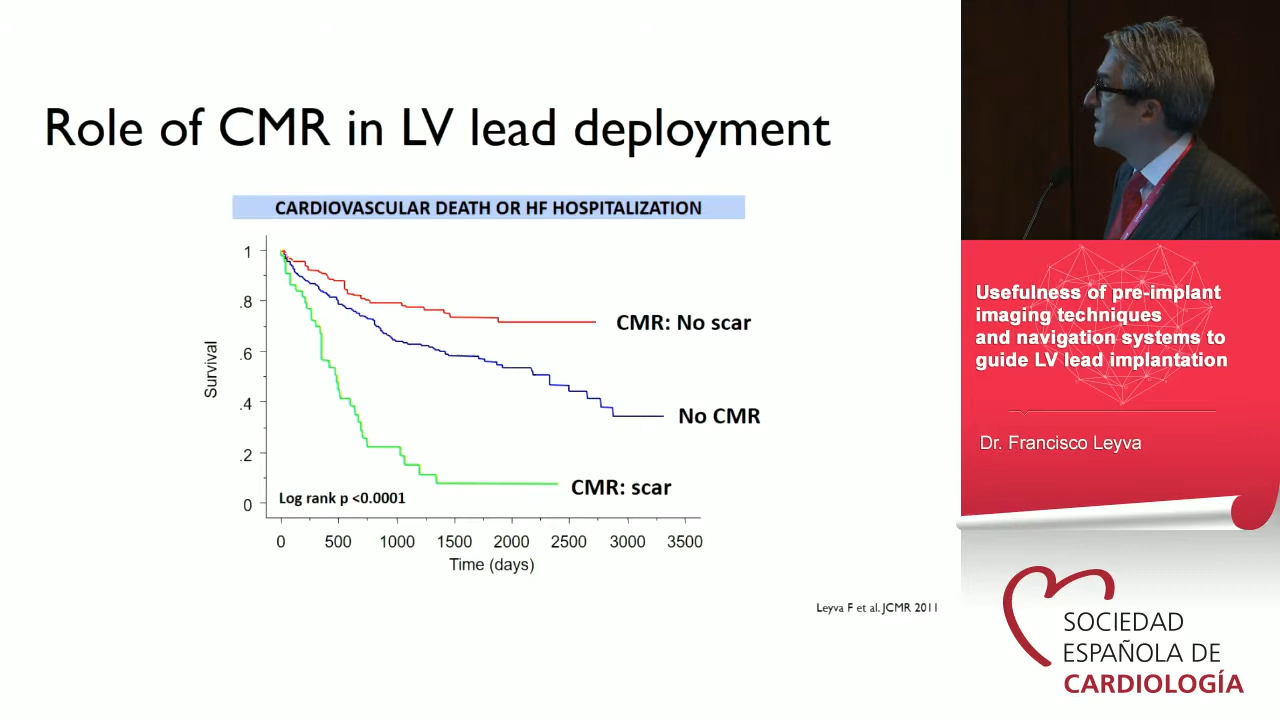 Role of CMR in LV lead deployment
CARDIOVASCULAR DEATH OR HF HOSPITALIZATION
1
.8
.6
.4
.2
0
Survival
CMR: No scar
No CMR
CMR: scar
Log rank p <0.0001
0 500 1000 1500 2000 2500 3000 3500
Time (days)
Leyva F et al. JCMR 2011
Usefulness of pre-implant
imaging techniques
and navigation systems to
guide LV lead implantation
Dr. Francisco Leyva
SOCIEDAD
ESPAÑOLA DE
CARDIOLOGÍA